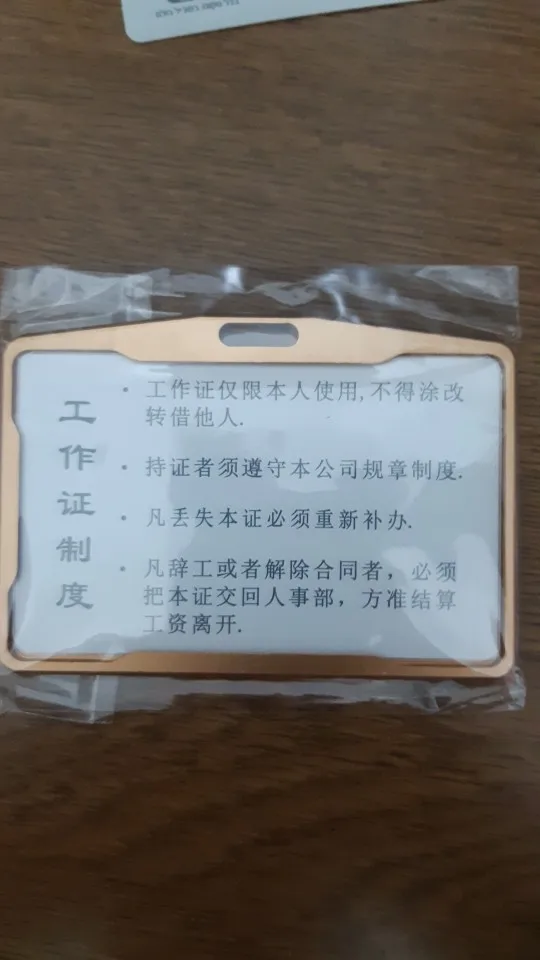 工作证制度
· 工作证仅限本人使用,不得涂改
转借他人.
· 持证者须遵守本公司规章制度.
· 凡丢失本证必须重新补办.
· 凡辞工或者解除合同者，必须
把本证交回人事部，方准结算
工资离开.